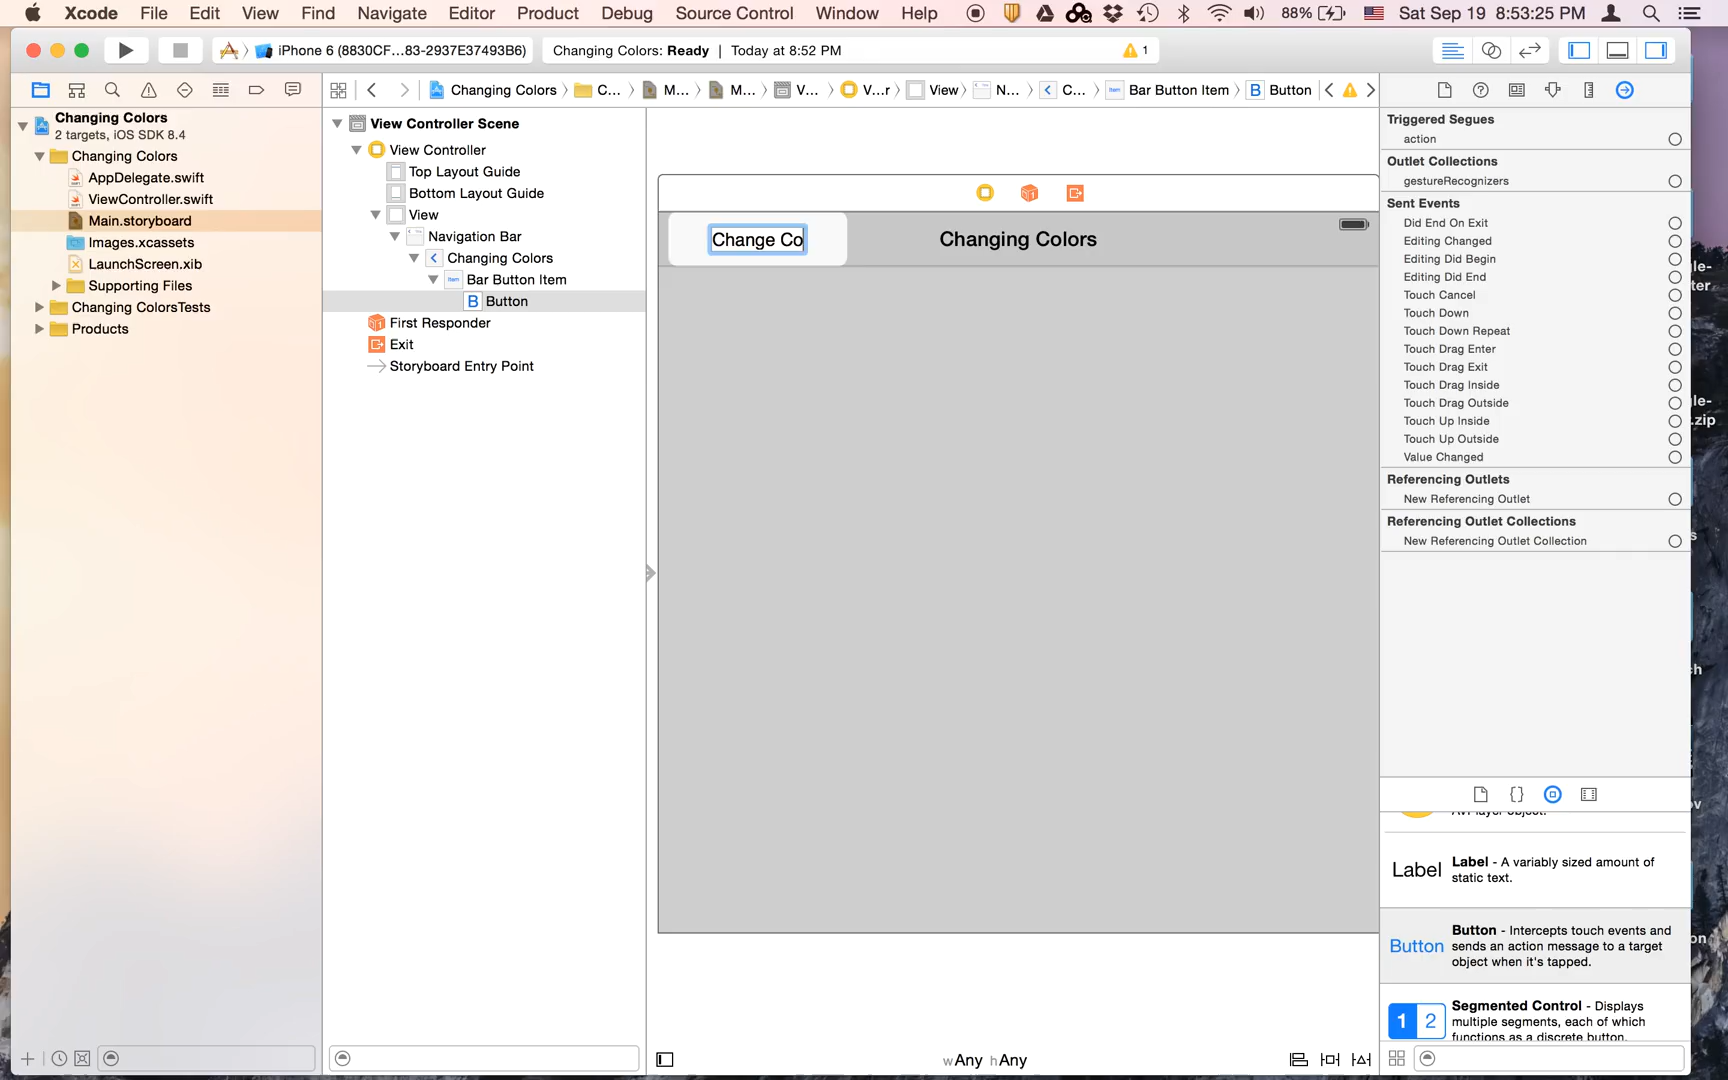 Xcode File Edit View Find Navigate Editor Product Debug Source Control Window Help 88% Sat Sep 19 8:53:25 PM
iPhone 6 (8830CF...83-2937E37493B6) Changing Colors: Ready | Today at 8:52 PM 1
Changing Colors C... M... M... V... V...r View N... C... Bar Button Item B Button
Changing Colors
2 targets, iOS SDK 8.4
Changing Colors
AppDelegate.swift
ViewController.swift
Main.storyboard
Images.xcassets
LaunchScreen.xib
Supporting Files
Changing ColorsTests
Products
View Controller Scene
View Controller
Top Layout Guide
Bottom Layout Guide
View
Navigation Bar
Changing Colors
Bar Button Item
B Button
First Responder
Exit
Storyboard Entry Point
Change Co
Changing Colors
wAny hAny
Triggered Segues
action
Outlet Collections
gestureRecognizers
Sent Events
Did End On Exit
Editing Changed
Editing Did Begin
Editing Did End
Touch Cancel
Touch Down
Touch Down Repeat
Touch Drag Enter
Touch Drag Exit
Touch Drag Inside
Touch Drag Outside
Touch Up Inside
Touch Up Outside
Value Changed
Referencing Outlets
New Referencing Outlet
Referencing Outlet Collections
New Referencing Outlet Collection
Label Label - A variably sized amount of
static text.
Button - Intercepts touch events and
Button sends an action message to a target
object when it's tapped.
Segmented Control - Displays
1 2 multiple segments, each of which
functions as a discrete button.